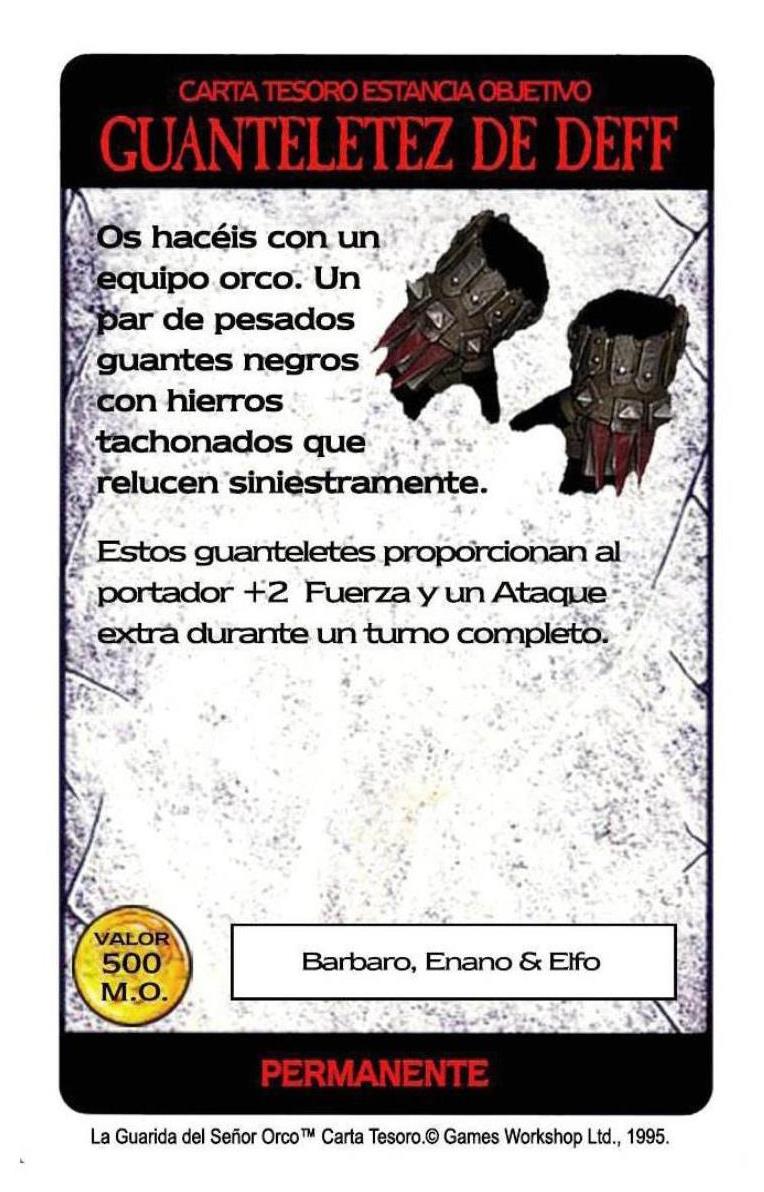 CARTA TESORO ESTANCIA OBJETIVO
GUANTELETEZ DE DEFF
Os hacéis con un
equipo orco. Un
par de pesados
guantes negros
con hierros
tachonados que
relucen siniestramente.
Estos guanteletes proporcionan al
portador +2 Fuerza y un Ataque
extra durante un turno completo.
VALOR
500
M.O.
Barbaro, Enano & Elfo
PERMANENTE
La Guarida del Señor Orco™ Carta Tesoro.© Games Workshop Ltd., 1995.